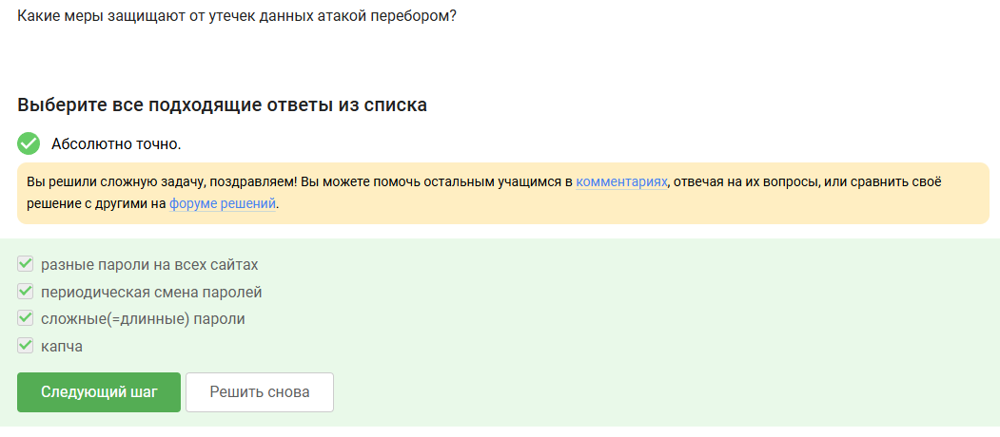 Какие меры защищают от утечек данных атакой перебором?
Выберите все подходящие ответы из списка
Абсолютно точно.
Вы решили сложную задачу, поздравляем! Вы можете помочь остальным учащимся в комментариях, отвечая на их вопросы, или сравнить своё
решение с другими на форуме решений.
разные пароли на всех сайтах
периодическая смена паролей
сложные(=длинные) пароли
капча
Следующий шаг Решить снова